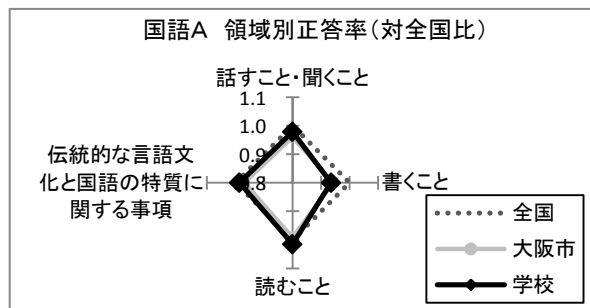 国語A 領域別正答率(対全国比)
話すこと・聞くこと
1.1
1.0
0.9
0.8
伝統的な言語文
化と国語の特質に
関する事項
書くこと
読むこと
全国
大阪市
学校